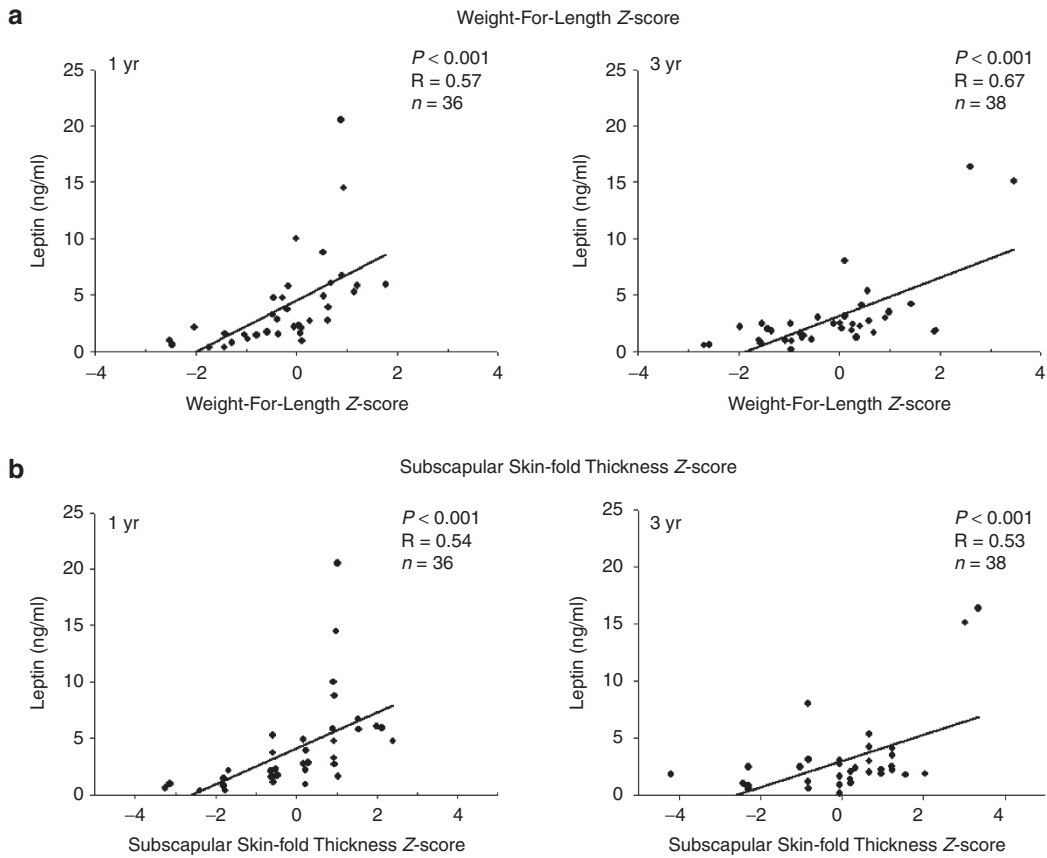 a
Weight-For-Length Z-score
1 yr
P < 0.001
R = 0.57
n = 36
25
20
15
10
5
0
Leptin (ng/ml)
−4 −2 0 2 4
Weight-For-Length Z-score
3 yr
P < 0.001
R = 0.67
n = 38
25
20
15
10
5
0
Leptin (ng/ml)
−4 −2 0 2 4
Weight-For-Length Z-score
b
Subscapular Skin-fold Thickness Z-score
1 yr
P < 0.001
R = 0.54
n = 36
25
20
15
10
5
0
Leptin (ng/ml)
−4 −2 0 2 4
Subscapular Skin-fold Thickness Z-score
3 yr
P < 0.001
R = 0.53
n = 38
25
20
15
10
5
0
Leptin (ng/ml)
−4 −2 0 2 4
Subscapular Skin-fold Thickness Z-score